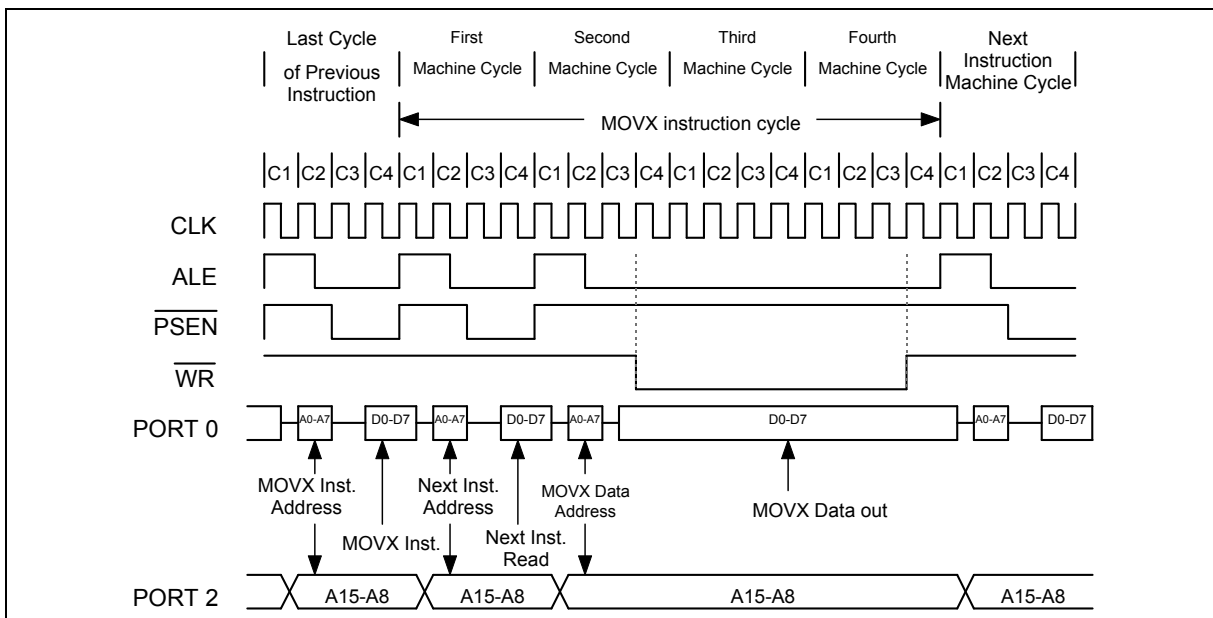 Last Cycle
of Previous
Instruction
First
Machine Cycle
Second
Machine Cycle
Third
Machine Cycle
Fourth
Machine Cycle
Next
Instruction
Machine Cycle
MOVX instruction cycle
C1 C2 C3 C4 C1 C2 C3 C4 C1 C2 C3 C4 C1 C2 C3 C4 C1 C2 C3 C4 C1 C2 C3 C4
CLK
ALE
PSEN
WR
PORT 0
A0-A7 D0-D7 A0-A7 D0-D7 A0-A7 D0-D7 A0-A7 D0-D7
MOVX Inst.
Address
MOVX Inst.
Next Inst.
Address
Next Inst.
Read
MOVX Data
Address
MOVX Data out
PORT 2
A15-A8 A15-A8 A15-A8 A15-A8